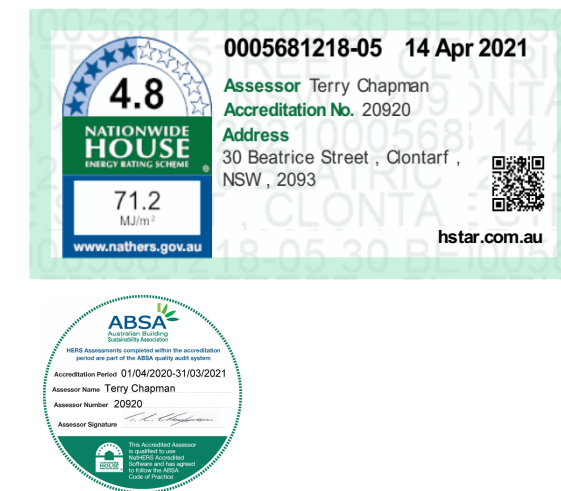 0005681218-05 14 Apr 2021
4.8
NATIONWIDE
HOUSE
ENERGY RATING SCHEME
®
71.2
MJ/m²
www.nathers.gov.au
Assessor Terry Chapman
Accreditation No. 20920
Address
30 Beatrice Street , Clontarf ,
NSW , 2093
hstar.com.au
ABSA
Australian Building
Sustainability Association
HERS Assessments completed within the accreditation
period are part of the ABSA quality audit system
Accreditation Period 01/04/2020-31/03/2021
Assessor Name Terry Chapman
Assessor Number 20920
Assessor Signature
This Accredited Assessor
is qualified to use
NatHERS Accredited
Software and has agreed
to follow the ABSA
Code of Practice
HOUSE